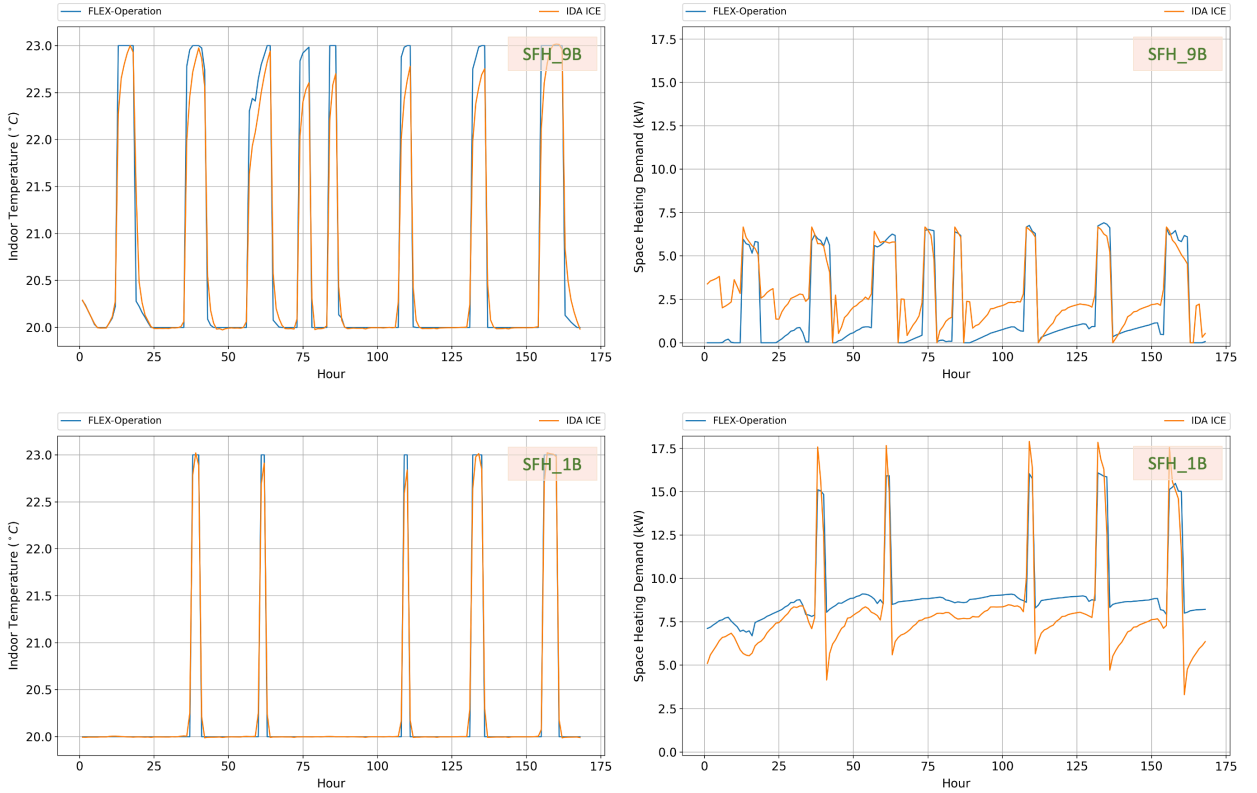 FLEX-Operation IDA ICE
SFH_9B
23.0
22.5
22.0
21.5
21.0
20.5
20.0
Indoor Temperature (°C)
0 25 50 75 100 125 150 175
Hour
FLEX-Operation IDA ICE
SFH_9B
17.5
15.0
12.5
10.0
7.5
5.0
2.5
0.0
Space Heating Demand (kW)
0 25 50 75 100 125 150 175
Hour
FLEX-Operation IDA ICE
SFH_1B
23.0
22.5
22.0
21.5
21.0
20.5
20.0
Indoor Temperature (°C)
0 25 50 75 100 125 150 175
Hour
FLEX-Operation IDA ICE
SFH_1B
17.5
15.0
12.5
10.0
7.5
5.0
2.5
0.0
Space Heating Demand (kW)
0 25 50 75 100 125 150 175
Hour